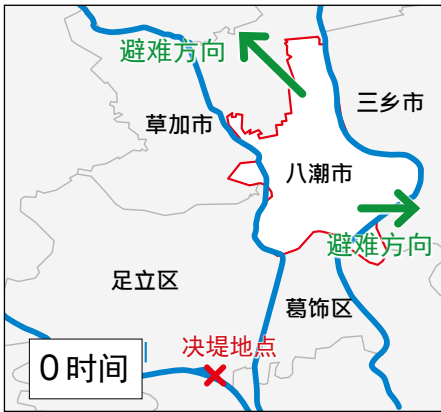 避难方向
三乡市
草加市
八潮市
避难方向
足立区
葛饰区
决堤地点
0时间